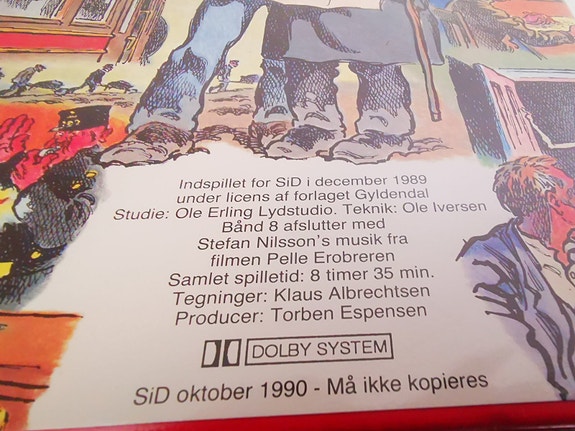 Indspillet for SiD i december 1989
under licens af forlaget Gyldendal
Studie: Ole Erling Lydstudio. Teknik: Ole Iversen
Bånd 8 afslutter med
Stefan Nilsson's musik fra
filmen Pelle Erobreren
Samlet spilletid: 8 timer 35 min.
Tegninger: Klaus Albrechtsen
Producer: Torben Espensen
DOLBY SYSTEM
SiD oktober 1990 - Må ikke kopieres